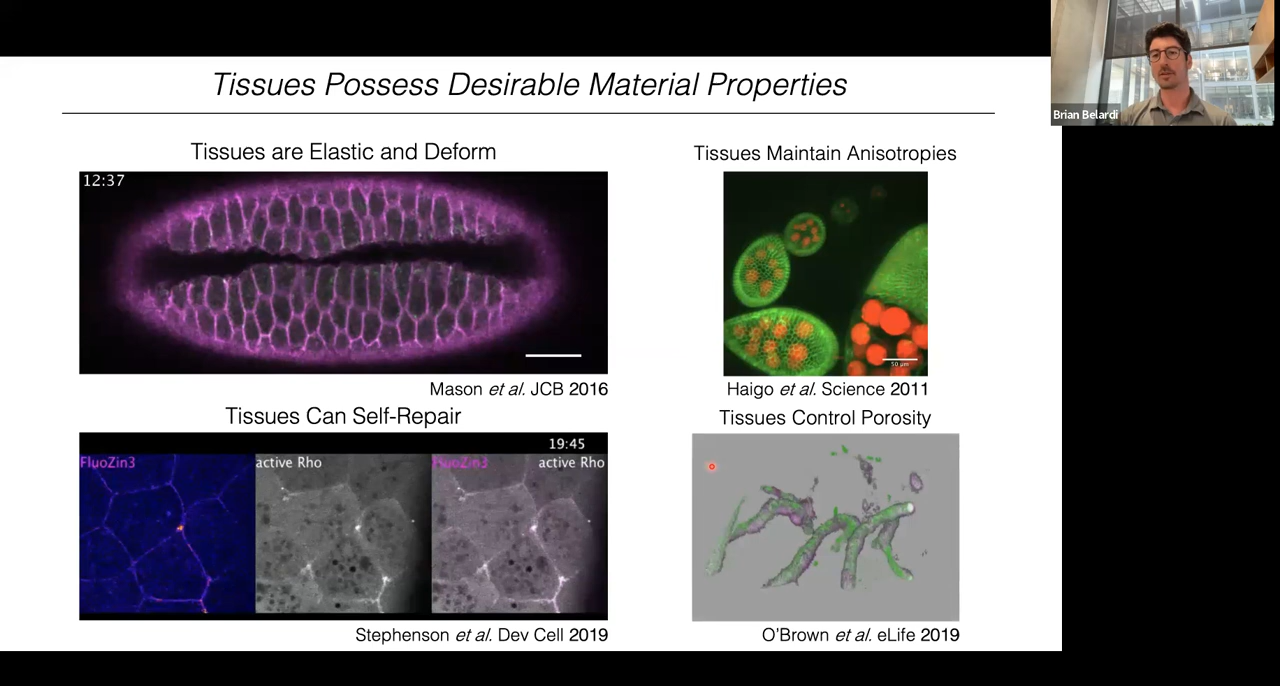 Tissues Possess Desirable Material Properties
Brian Belardi
Tissues are Elastic and Deform
12:37
Mason et al. JCB 2016
Tissues Maintain Anisotropies
50 μm
Haigo et al. Science 2011
Tissues Can Self-Repair
19:45
FluoZin3
active Rho
FluoZin3
active Rho
Stephenson et al. Dev Cell 2019
Tissues Control Porosity
O'Brown et al. eLife 2019